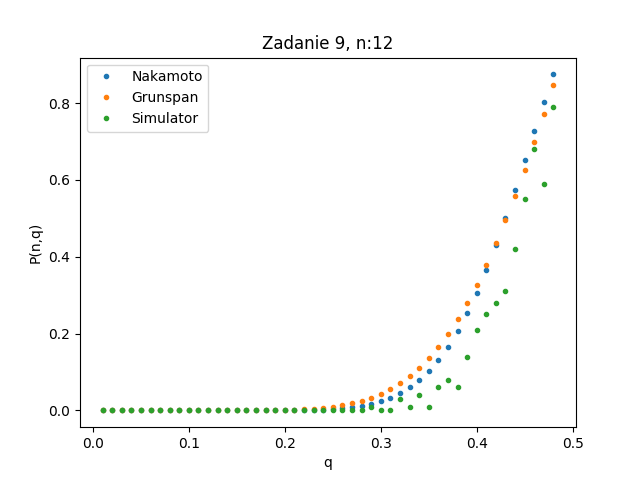 Zadanie 9, n:12
Nakamoto
Grunspan
Simulator
P(n,q)
0.8
0.6
0.4
0.2
0.0
0.0 0.1 0.2 0.3 0.4 0.5
q